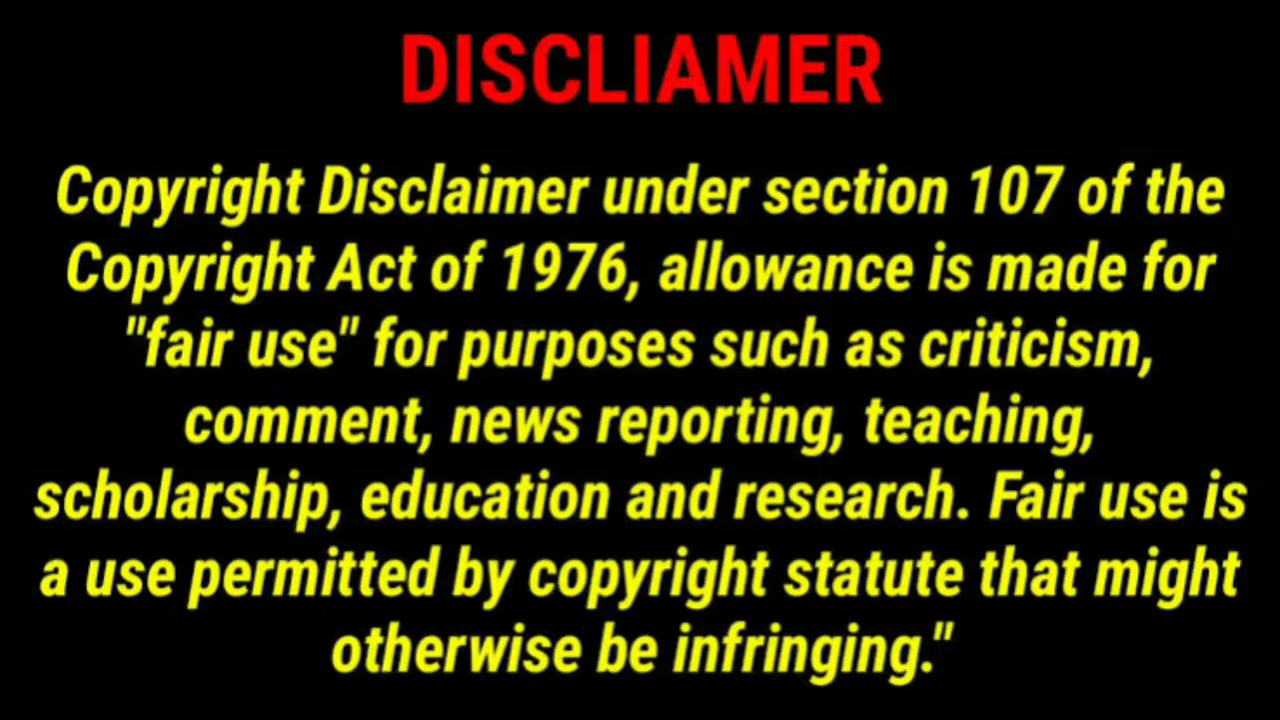 DISCLIAMER
Copyright Disclaimer under section 107 of the
Copyright Act of 1976, allowance is made for
"fair use" for purposes such as criticism,
comment, news reporting, teaching,
scholarship, education and research. Fair use is
a use permitted by copyright statute that might
otherwise be infringing."